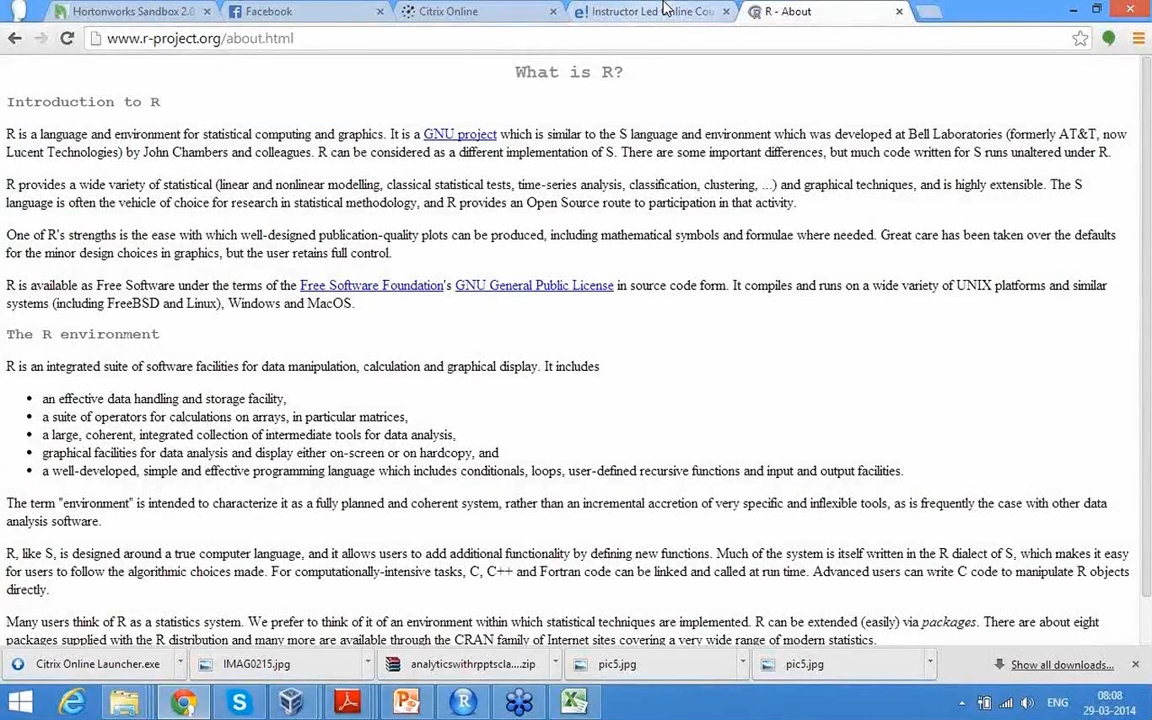 Hortonworks Sandbox 2.0
Facebook
Citrix Online
Instructor Led Online Cou
R - About
www.r-project.org/about.html
What is R?
Introduction to R
R is a language and environment for statistical computing and graphics. It is a GNU project which is similar to the S language and environment which was developed at Bell Laboratories (formerly AT&T, now
Lucent Technologies) by John Chambers and colleagues. R can be considered as a different implementation of S. There are some important differences, but much code written for S runs unaltered under R.
R provides a wide variety of statistical (linear and nonlinear modelling, classical statistical tests, time-series analysis, classification, clustering, ...) and graphical techniques, and is highly extensible. The S
language is often the vehicle of choice for research in statistical methodology, and R provides an Open Source route to participation in that activity.
One of R's strengths is the ease with which well-designed publication-quality plots can be produced, including mathematical symbols and formulae where needed. Great care has been taken over the defaults
for the minor design choices in graphics, but the user retains full control.
R is available as Free Software under the terms of the Free Software Foundation's GNU General Public License in source code form. It compiles and runs on a wide variety of UNIX platforms and similar
systems (including FreeBSD and Linux), Windows and MacOS.
The R environment
R is an integrated suite of software facilities for data manipulation, calculation and graphical display. It includes
• an effective data handling and storage facility,
• a suite of operators for calculations on arrays, in particular matrices,
• a large, coherent, integrated collection of intermediate tools for data analysis,
• graphical facilities for data analysis and display either on-screen or on hardcopy, and
• a well-developed, simple and effective programming language which includes conditionals, loops, user-defined recursive functions and input and output facilities.
The term "environment" is intended to characterize it as a fully planned and coherent system, rather than an incremental accretion of very specific and inflexible tools, as is frequently the case with other data
analysis software.
R, like S, is designed around a true computer language, and it allows users to add additional functionality by defining new functions. Much of the system is itself written in the R dialect of S, which makes it easy
for users to follow the algorithmic choices made. For computationally-intensive tasks, C, C++ and Fortran code can be linked and called at run time. Advanced users can write C code to manipulate R objects
directly.
Many users think of R as a statistics system. We prefer to think of it of an environment within which statistical techniques are implemented. R can be extended (easily) via packages. There are about eight
packages supplied with the R distribution and many more are available through the CRAN family of Internet sites covering a very wide range of modern statistics.
Citrix Online Launcher.exe
IMAG0215.jpg
analyticswithrpptscla....zip
pic5.jpg
pic5.jpg
Show all downloads...
ENG
08:08
29-03-2014